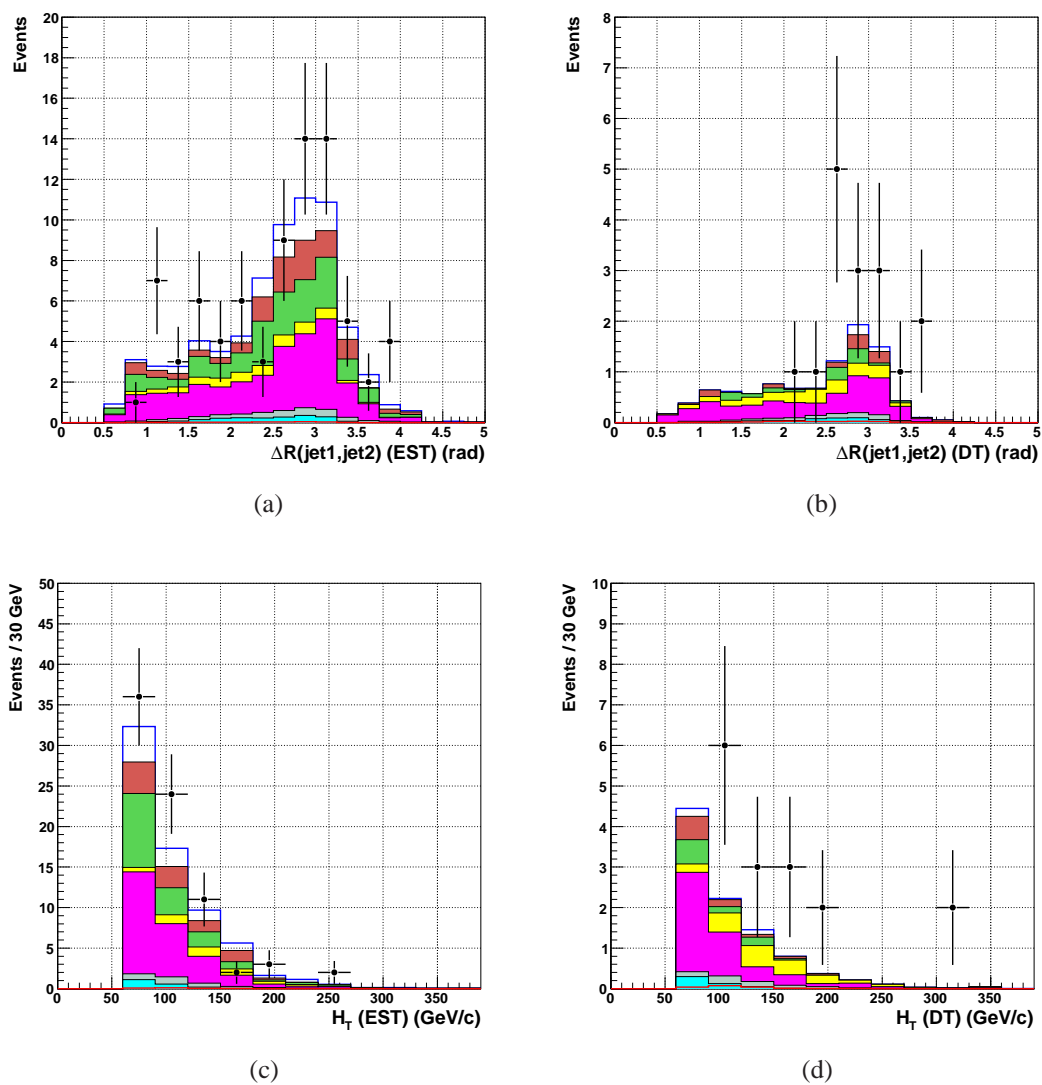 Events
20
18
16
14
12
10
8
6
4
2
0
0 0.5 1 1.5 2 2.5 3 3.5 4 4.5 5
ΔR(jet1,jet2) (EST) (rad)
(a)
Events
8
7
6
5
4
3
2
1
0
0 0.5 1 1.5 2 2.5 3 3.5 4 4.5 5
ΔR(jet1,jet2) (DT) (rad)
(b)
Events / 30 GeV
50
45
40
35
30
25
20
15
10
5
0
0 50 100 150 200 250 300 350
H_T (EST) (GeV/c)
(c)
Events / 30 GeV
10
9
8
7
6
5
4
3
2
1
0
0 50 100 150 200 250 300 350
H_T (DT) (GeV/c)
(d)